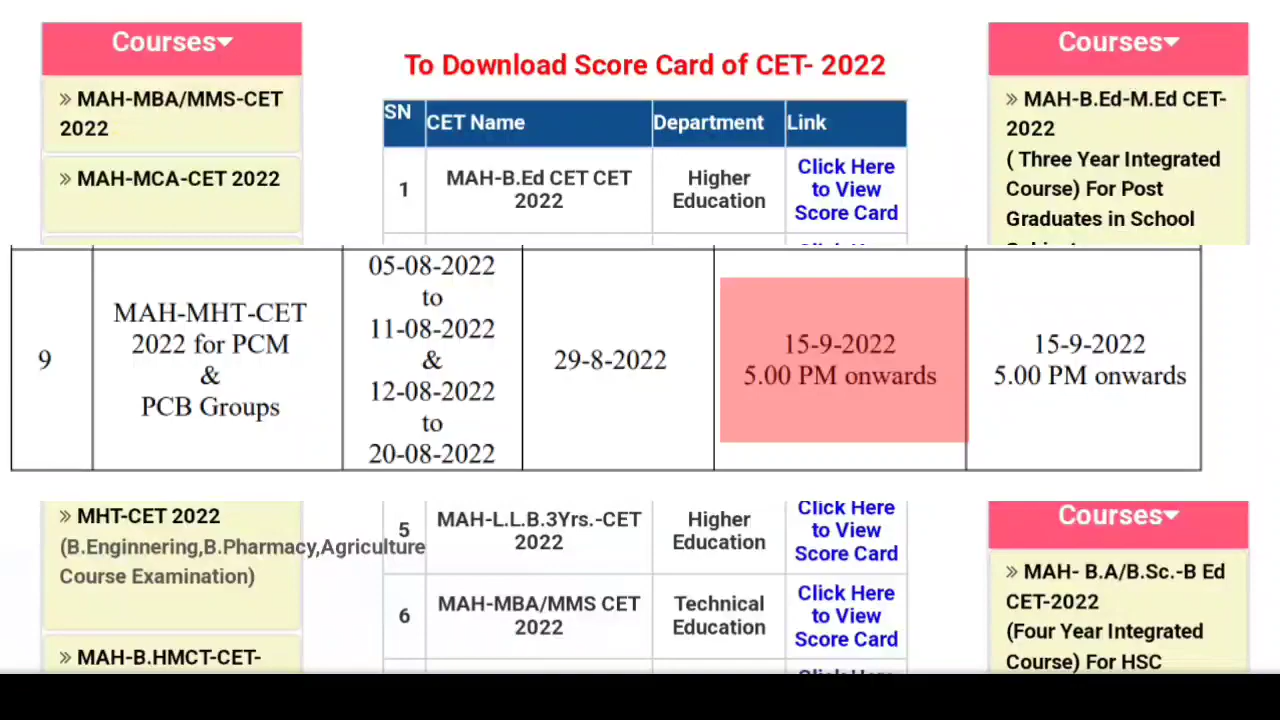 Courses
» MAH-MBA/MMS-CET
2022
» MAH-MCA-CET 2022
To Download Score Card of CET- 2022
SN CET Name Department Link
1 MAH-B.Ed CET CET 2022 Higher Education Click Here to View Score Card
Courses
» MAH-B.Ed-M.Ed CET-
2022
( Three Year Integrated
Course) For Post
Graduates in School
9
MAH-MHT-CET
2022 for PCM
&
PCB Groups
05-08-2022
to
11-08-2022
&
12-08-2022
to
20-08-2022
29-8-2022
15-9-2022
5.00 PM onwards
15-9-2022
5.00 PM onwards
» MHT-CET 2022
(B.Enginnering,B.Pharmacy,Agriculture
Course Examination)
» MAH-B.HMCT-CET-
5 MAH-L.L.B.3Yrs.-CET 2022 Higher Education Click Here to View Score Card
6 MAH-MBA/MMS CET 2022 Technical Education Click Here to View Score Card
Courses
» MAH- B.A/B.Sc.-B Ed
CET-2022
(Four Year Integrated
Course) For HSC